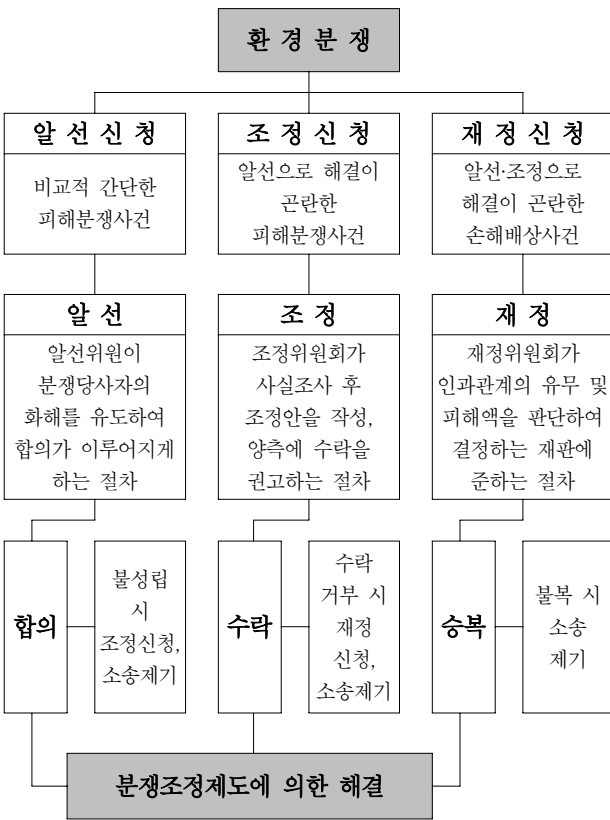 환 경 분 쟁
알 선 신 청
비교적 간단한
피해분쟁사건
조 정 신 청
알선으로 해결이
곤란한
피해분쟁사건
재 정 신 청
알선·조정으로
해결이 곤란한
손해배상사건
알 선
알선위원이
분쟁당사자의
화해를 유도하여
합의가 이루어지게
하는 절차
조 정
조정위원회가
사실조사 후
조정안을 작성,
양측에 수락을
권고하는 절차
재 정
재정위원회가
인과관계의 유무 및
피해액을 판단하여
결정하는 재판에
준하는 절차
합의
불성립
시
조정신청,
소송제기
수락
수락
거부 시
재정
신청,
소송제기
승복
불복 시
소송
제기
분쟁조정제도에 의한 해결